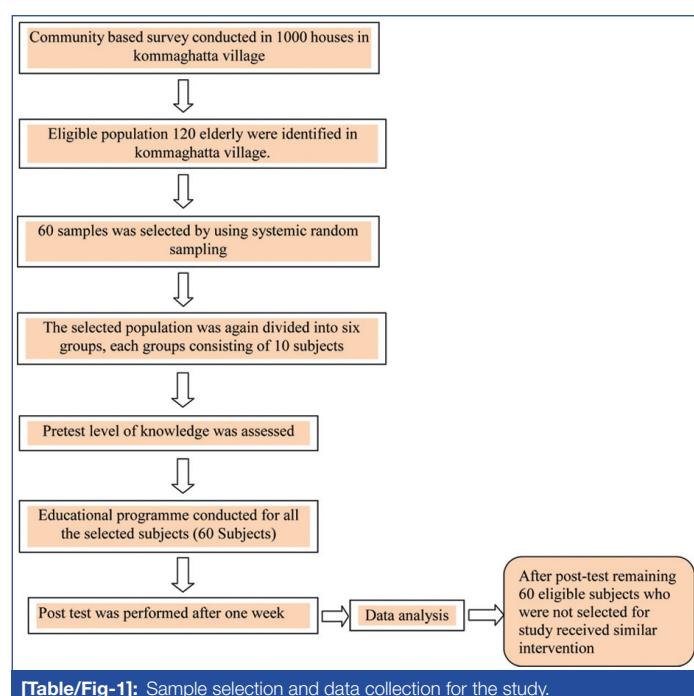 Community based survey conducted in 1000 houses in
kommaghatta village
Eligible population 120 elderly were identified in
kommaghatta village.
60 samples was selected by using systemic random
sampling
The selected population was again divided into six
groups, each groups consisting of 10 subjects
Pretest level of knowledge was assessed
Educational programme conducted for all
the selected subjects (60 Subjects)
Post test was performed after one week
Data analysis
After post-test remaining
60 eligible subjects who
were not selected for
study received similar
intervention
[Table/Fig-1]: Sample selection and data collection for the study.